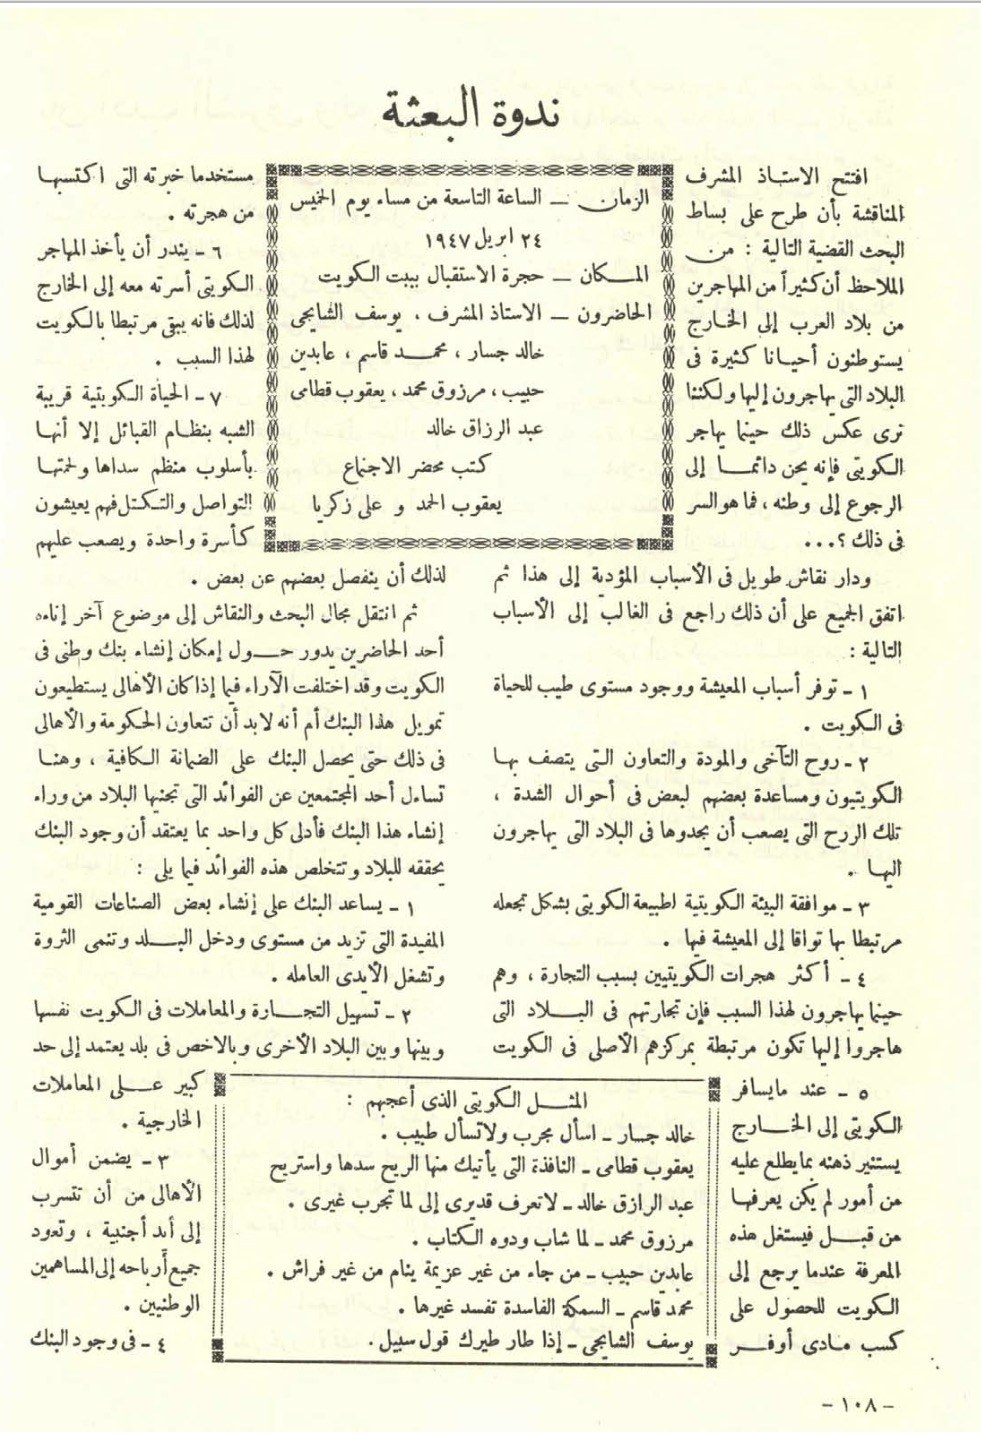 ندوة البعثة
افتتح الاستاذ المشرف
المناقشة بأن طرح على بساط
البحث القضية التالية : من
الملاحظ أن كثيراً من المهاجرين
من بلاد العرب إلى الخارج
يستوطنون أحيانا كثيرة فى
البلاد التى يهاجرون إليها ولكننا
نرى عكس ذلك حينما يهاجر
الكويتى فإنه يحن دائما إلى
الرجوع إلى وطنه ، فما هو السر
فى ذلك ؟...
الزمان — الساعة التاسعة من مساء يوم الخميس
٢٤ ابريل ١٩٤٧
المكان — حجرة الاستقبال ببيت الكويت
الحاضرون — الاستاذ المشرف ، يوسف الشايجى
خالد جسار ، محمد قاسم ، عابدين
حبيب ، مرزوق محمد ، يعقوب قطامى
عبد الرزاق خالد
كتب محضر الاجتماع
يعقوب الحمد و على زكريا
ودار نقاش طويل فى الأسباب المؤدية إلى هذا ثم
اتفق الجميع على أن ذلك راجع فى الغالب إلى الأسباب
التالية :
١ - توفر أسباب المعيشة ووجود مستوى طيب للحياة
فى الكويت .
٢ - روح التآخى والمودة والتعاون التى يتصف بها
الكويتيون ومساعدة بعضهم لبعض فى أحوال الشدة ،
تلك الروح التى يصعب أن يجدوها فى البلاد التى يهاجرون
اليها .
٣ - موافقة البيئة الكويتية لطبيعة الكويتى بشكل تجعله
مرتبطا بها تواقا إلى المعيشة فيها .
٤ - أكثر هجرات الكويتيين بسبب التجارة ، وهم
حينما يهاجرون لهذا السبب فإن تجارتهم فى البلاد التى
هاجروا إليها تكون مرتبطة بمركزهم الأصلى فى الكويت
٥ - عند ما يسافر
الكويتى إلى الخارج
يستنير ذهنه بما يطلع عليه
من أمور لم يكن يعرفها
من قبل فيستغل هذه
المعرفة عندما يرجع إلى
الكويت للحصول على
كسب مادى أوفر
مستخدما خبرته التى اكتسبها
من هجرته .
٦ - يندر أن يأخذ المهاجر
الكويتى أسرته معه إلى الخارج
لذلك فانه يبقى مرتبطا بالكويت
لهذا السبب .
٧ - الحياة الكويتية قريبة
الشبه بنظام القبائل إلا أنها
بأسلوب منظم سداها ولحمتها
التواصل والتكتل فهم يعيشون
كأسرة واحدة ويصعب عليهم
لذلك أن ينفصل بعضهم عن بعض .
ثم انتقل مجال البحث والنقاش إلى موضوع آخر إناءه
أحد الحاضرين يدور حول إمكان إنشاء بنك وطنى فى
الكويت وقد اختلفت الآراء فيما إذا كان الأهالى يستطيعون
تمويل هذا البنك أم أنه لابد أن تتعاون الحكومة والأهالى
فى ذلك حتى يحصل البنك على الضمانة الكافية ، وهنا
تساءل أحد المجتمعين عن الفوائد التى تجنيها البلاد من وراء
إنشاء هذا البنك فأدلى كل واحد بما يعتقد أن وجود البنك
يحققه للبلاد وتتخلص هذه الفوائد فيما يلى :
١ - يساعد البنك على إنشاء بعض الصناعات القومية
المفيدة التى تزيد من مستوى ودخل البلد وتنمى الثروة
وتشغل الأيدى العامله .
٢ - تسهيل التجارة والمعاملات فى الكويت نفسها
وبينها وبين البلاد الأخرى وبالاخص فى بلد يعتمد إلى حد
كبير على المعاملات
الخارجية .
٣ - يضمن أموال
الأهالى من أن تتسرب
إلى أيد أجنبية ، وتعود
جميع أرباحه إلى المساهمين
الوطنيين .
٤ - فى وجود البنك
المثل الكويتى الذى أعجبهم :
خالد جسار - اسأل مجرب ولا تسأل طبيب .
يعقوب قطامى - النافذة التى يأتيك منها الريح سدها واستريح
عبد الرازق خالد - لا تعرف قديرى إلى لما تجرب غيرى .
مرزوق محمد - لما شاب ودوه الكتاب .
عابدين حبيب - من جاء من غير عزيمة ينام من غير فراش .
محمد قاسم - السمكة الفاسدة تفسد غيرها .
يوسف الشايجى - إذا طار طيرك قول سبيل .
- ١٠٨ -